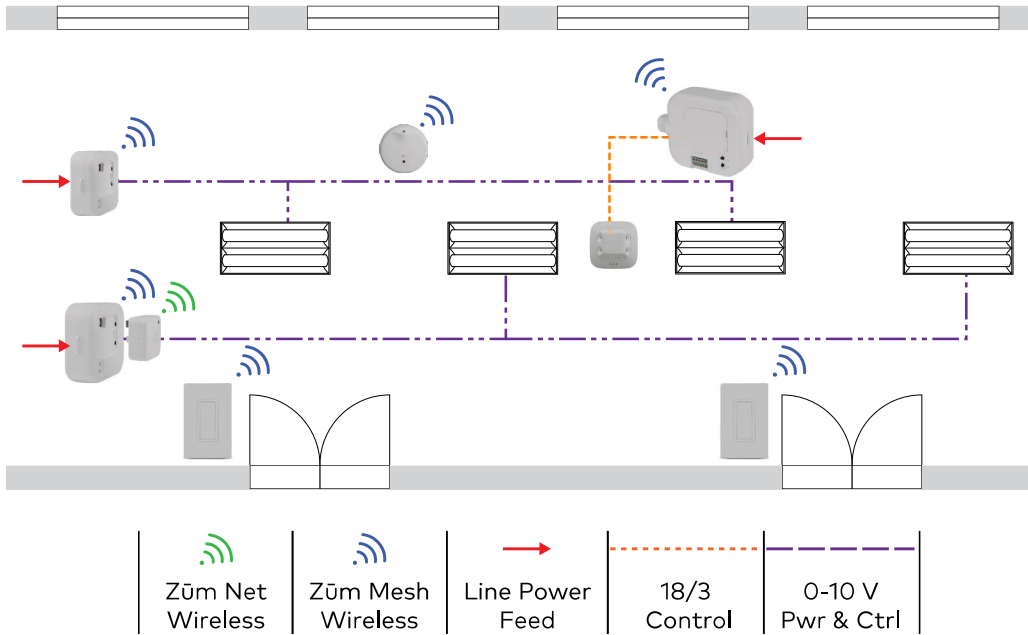 Zūm Net
Wireless
Zūm Mesh
Wireless
Line Power
Feed
18/3
Control
0-10 V
Pwr & Ctrl